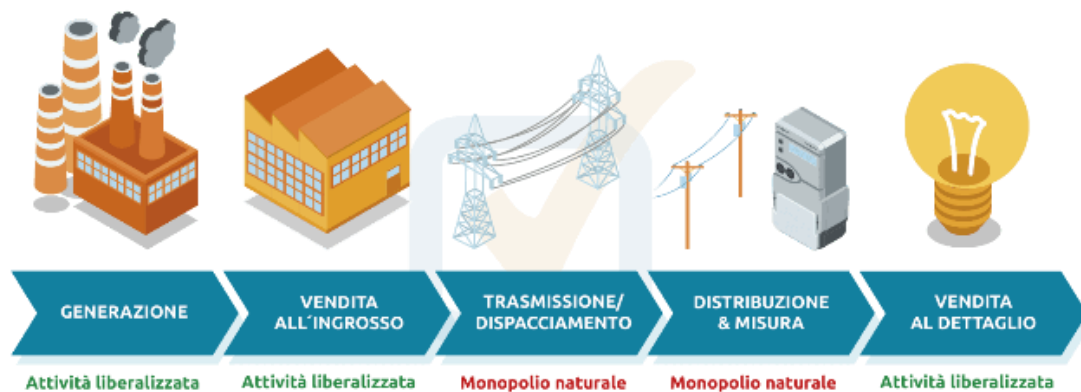 GENERAZIONE
VENDITA
ALL´INGROSSO
TRASMISSIONE/
DISPACCIAMENTO
DISTRIBUZIONE
& MISURA
VENDITA
AL DETTAGLIO
Attività liberalizzata
Attività liberalizzata
Monopolio naturale
Monopolio naturale
Attività liberalizzata